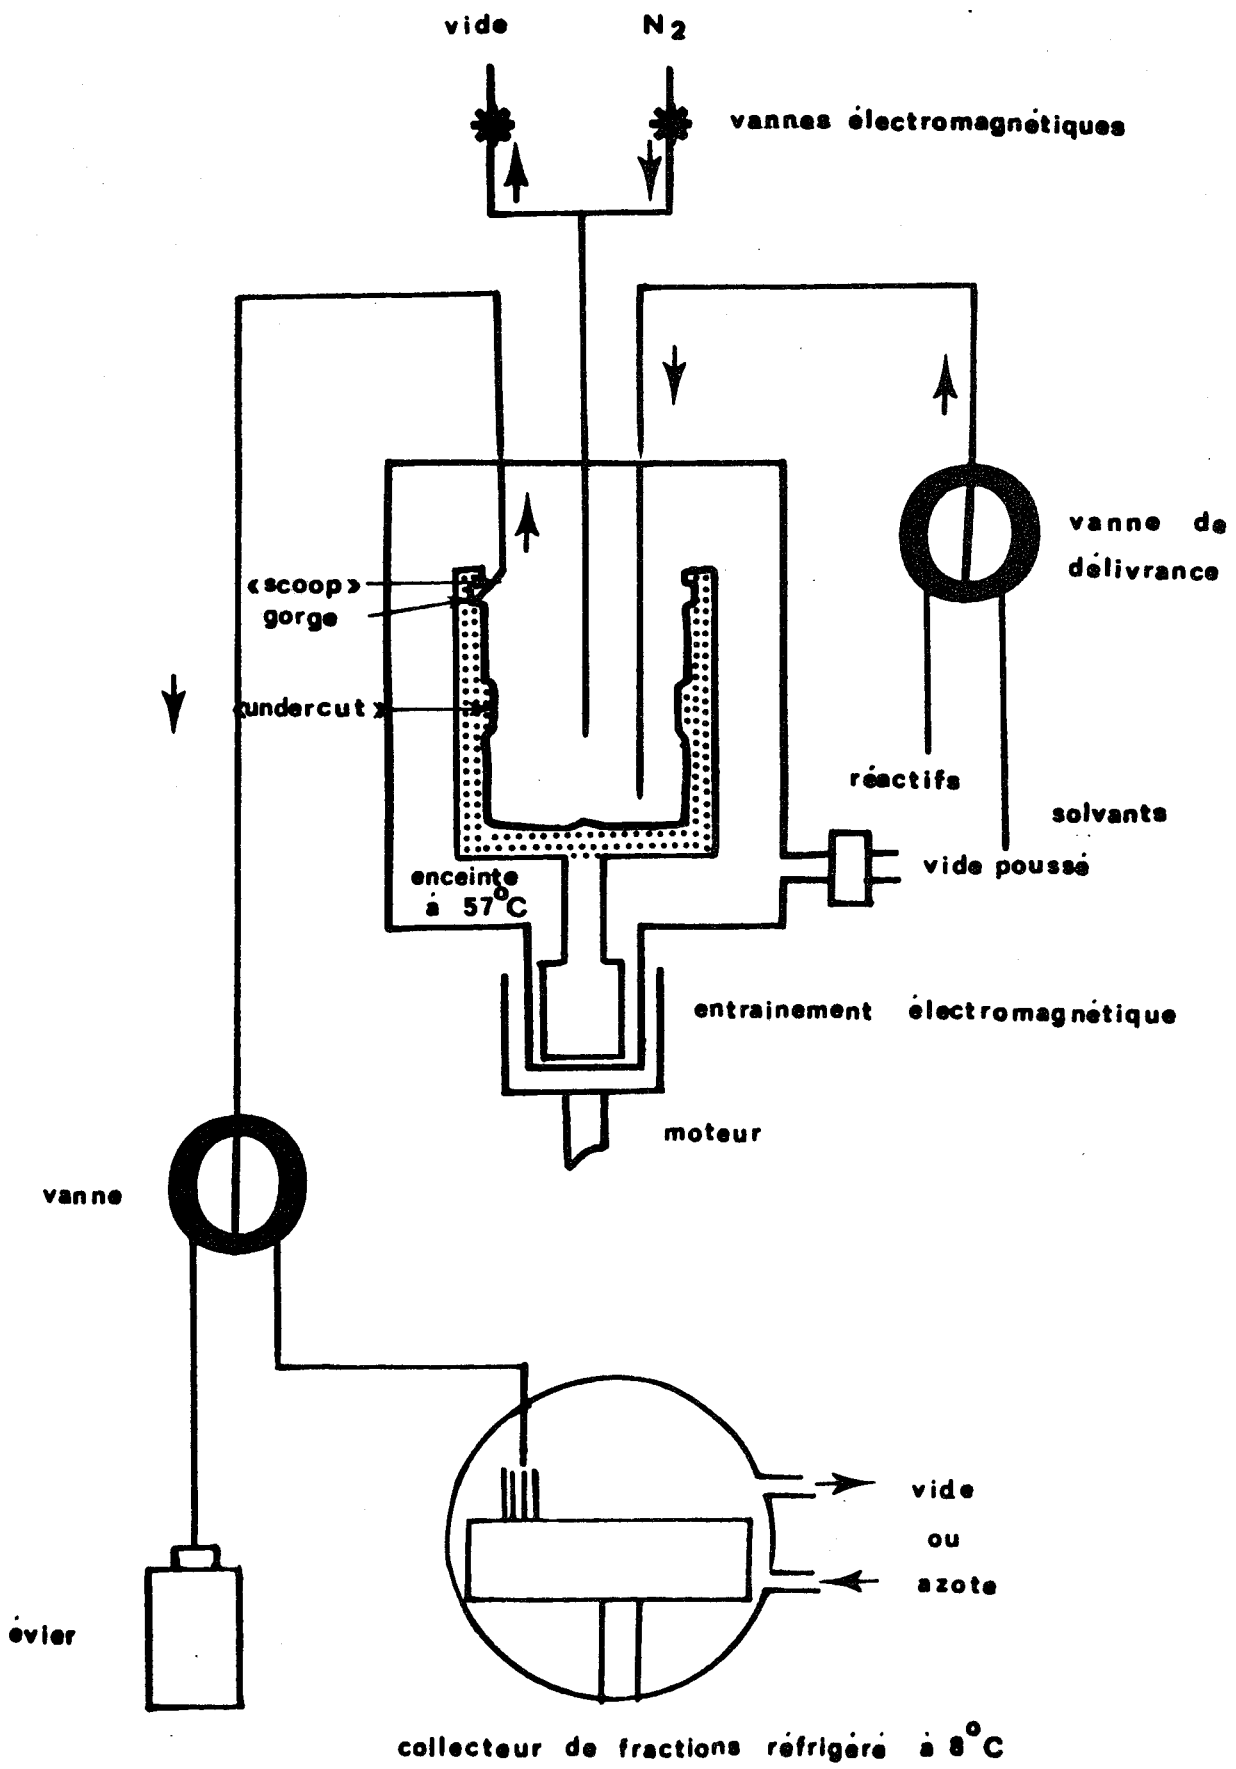 vide
N2
vannes électromagnétiques
vanne de
délivrance
«scoop»
gorge
«undercut»
réactifs
solvants
vide poussé
enceinte
à 57°C
entrainement électromagnétique
moteur
vanne
vide
ou
azote
évier
collecteur de fractions réfrigéré à 8°C